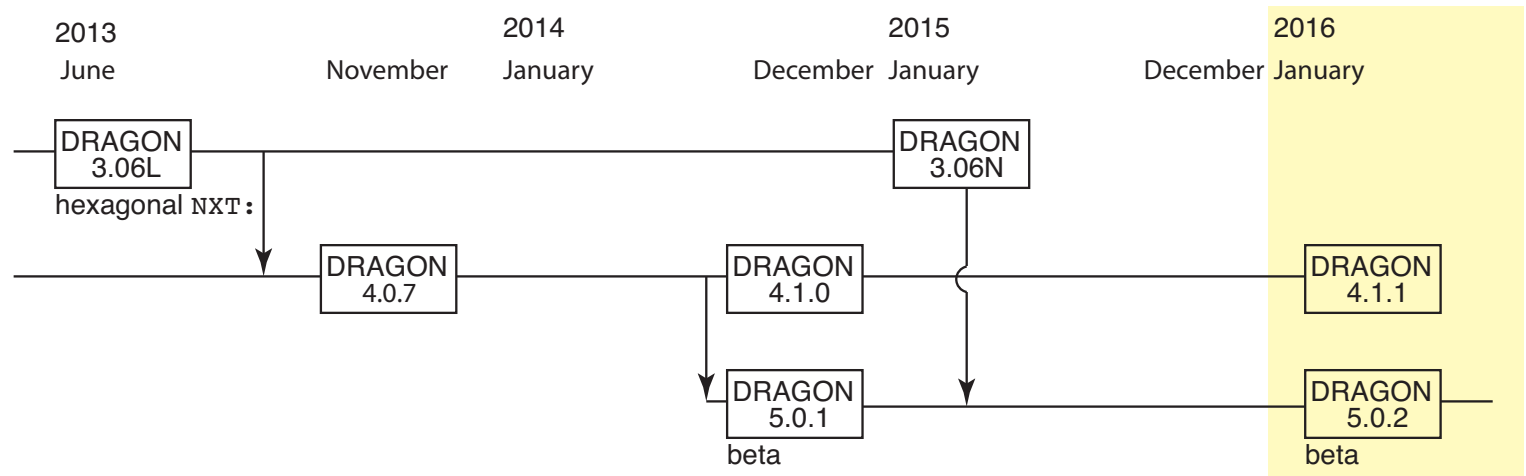 2013
2014
2015
2016
June
November
January
December
January
December
January
DRAGON
3.06L
DRAGON
3.06N
hexagonal NXT:
DRAGON
4.0.7
DRAGON
4.1.0
DRAGON
4.1.1
DRAGON
5.0.1
DRAGON
5.0.2
beta
beta